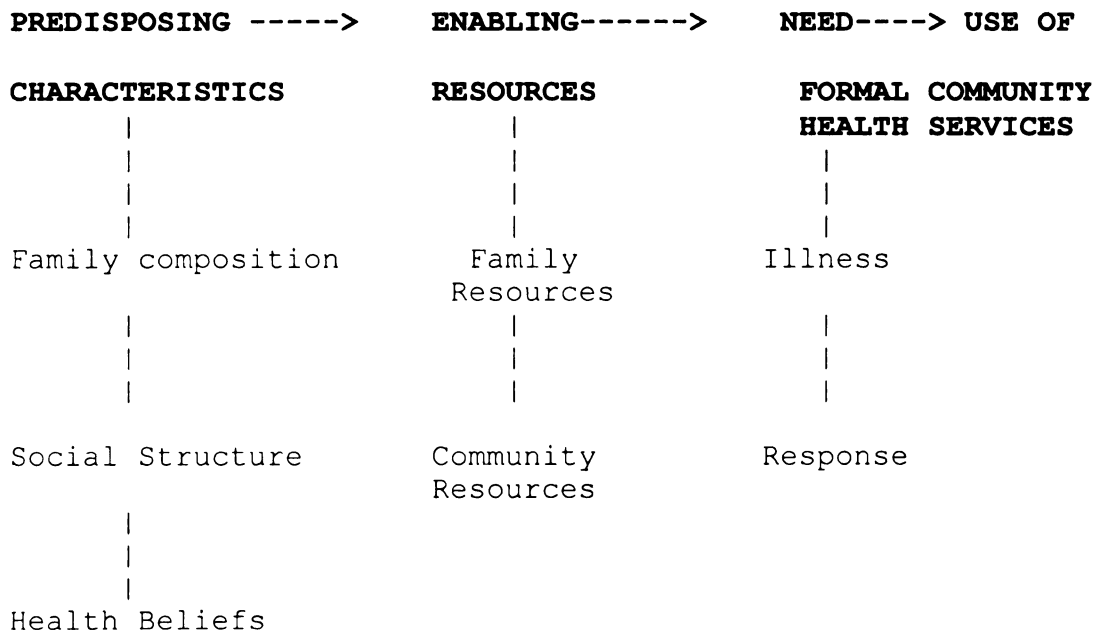 PREDISPOSING -----> ENABLING------> NEED----> USE OF
CHARACTERISTICS RESOURCES FORMAL COMMUNITY
HEALTH SERVICES
Family composition Family Illness
Resources
Social Structure Community Response
Resources
Health Beliefs